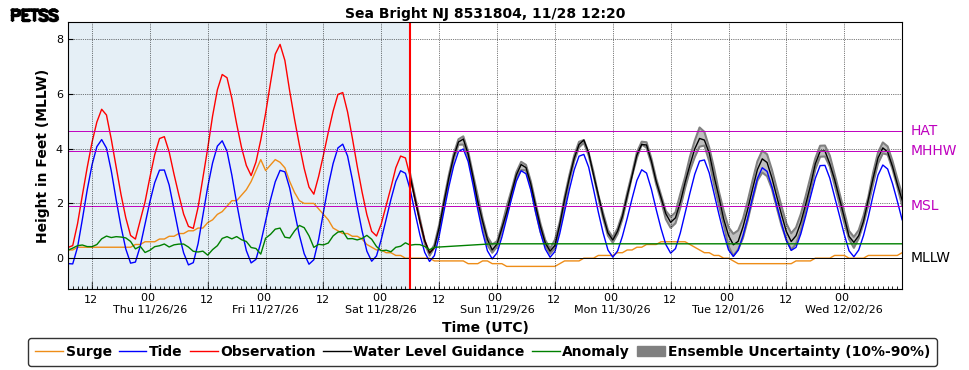 PETSS
Sea Bright NJ 8531804, 11/28 12:20
Height in Feet (MLLW)
8
6
4
2
0
HAT
MHHW
MSL
MLLW
12 00 12 00 12 00 12 00 12 00 12 00 12 00
Thu 11/26/26 Fri 11/27/26 Sat 11/28/26 Sun 11/29/26 Mon 11/30/26 Tue 12/01/26 Wed 12/02/26
Time (UTC)
Surge Tide Observation Water Level Guidance Anomaly Ensemble Uncertainty (10%-90%)